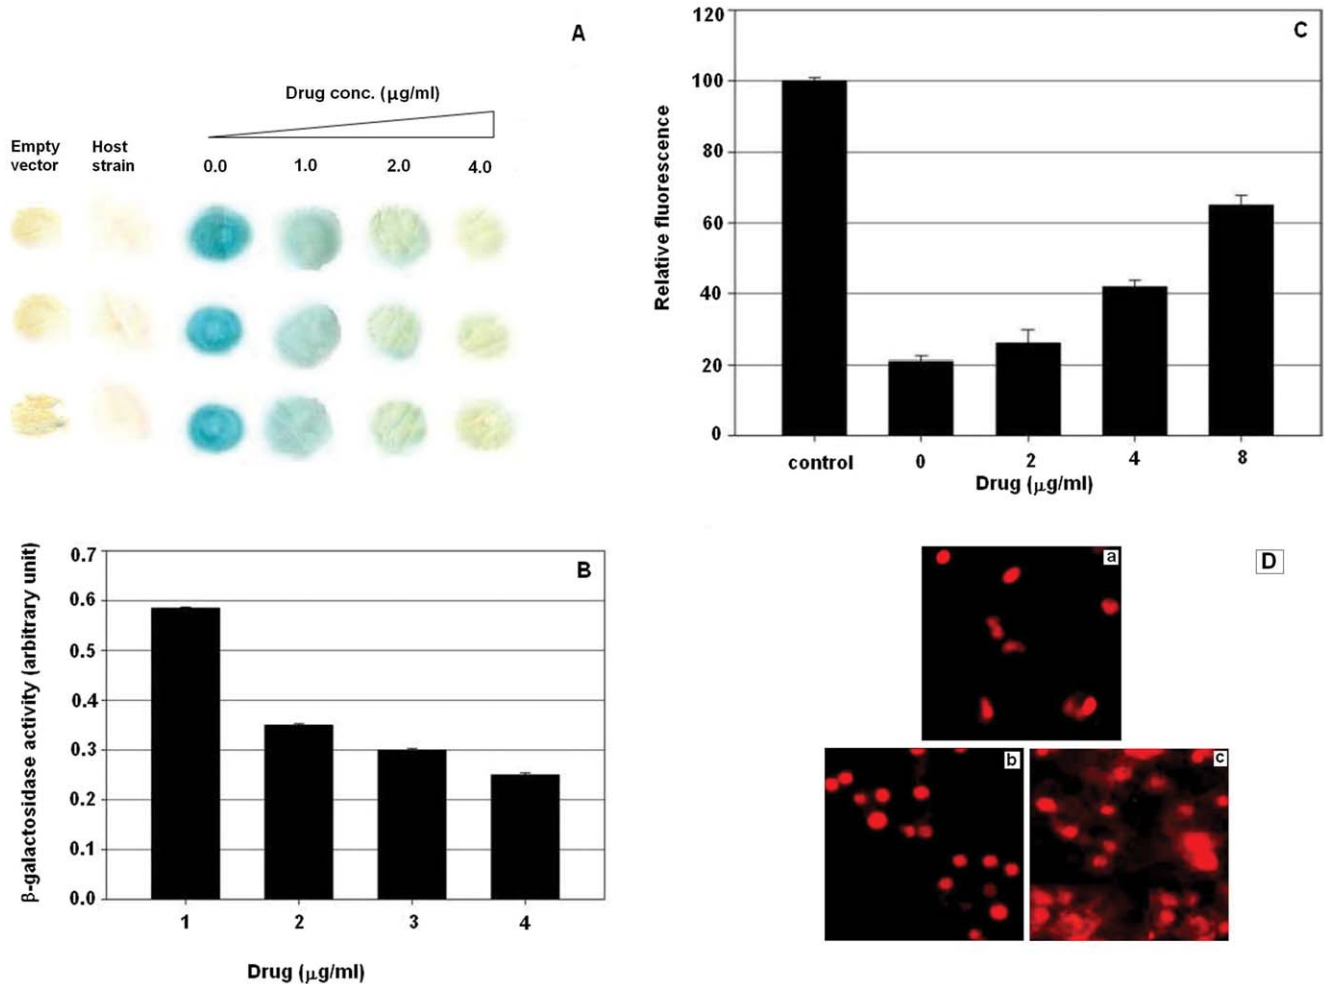 A
Drug conc. (μg/ml)
Empty vector
Host strain
0.0 1.0 2.0 4.0
C
Relative fluorescence
120
100
80
60
40
20
0
control 0 2 4 8
Drug (μg/ml)
B
β-galactosidase activity (arbitrary unit)
0.7
0.6
0.5
0.4
0.3
0.2
0.1
0.0
1 2 3 4
Drug (μg/ml)
D
a
b
c